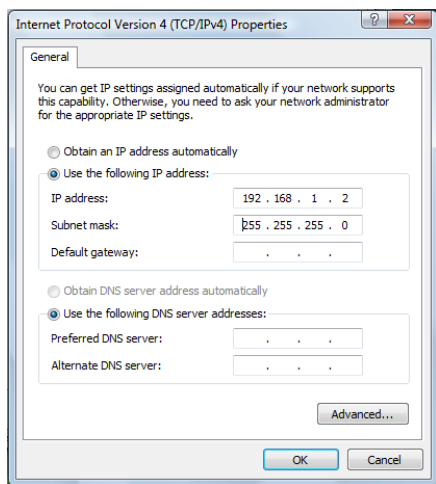 Internet Protocol Version 4 (TCP/IPv4) Properties
General
You can get IP settings assigned automatically if your network supports
this capability. Otherwise, you need to ask your network administrator
for the appropriate IP settings.
Obtain an IP address automatically
Use the following IP address:
IP address: 192 . 168 . 1 . 2
Subnet mask: 255 . 255 . 255 . 0
Default gateway: . . .
Obtain DNS server address automatically
Use the following DNS server addresses:
Preferred DNS server: . . .
Alternate DNS server: . . .
Advanced...
OK Cancel